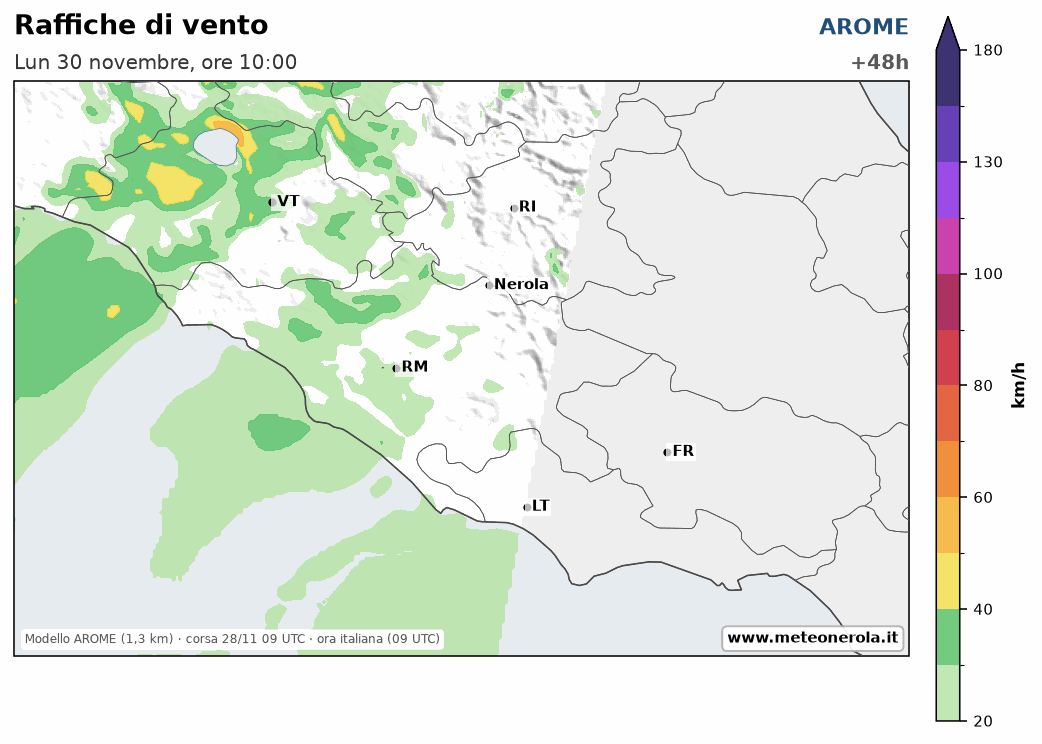 Raffiche di vento
AROME
Lun 30 novembre, ore 10:00
+48h
VT
RI
Nerola
RM
FR
LT
Modello AROME (1,3 km) · corsa 28/11 09 UTC · ora italiana (09 UTC)
www.meteonerola.it
180
130
100
80
60
40
20
km/h